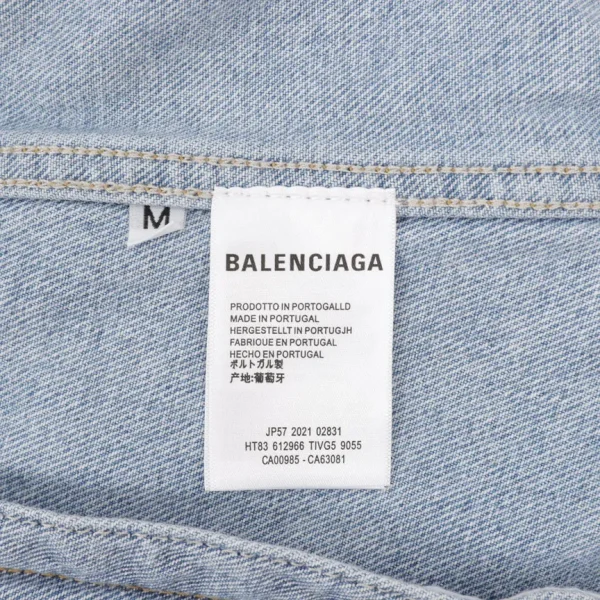 M
BALENCIAGA
PRODOTTO IN PORTOGALLD
MADE IN PORTUGAL
HERGESTELLT IN PORTUGJH
FABRIQUE EN PORTUGAL
HECHO EN PORTUGAL
ポルトガル製
产地:葡萄牙
JP57 2021 02831
HT83 612966 TIVG5 9055
CA00985 - CA63081